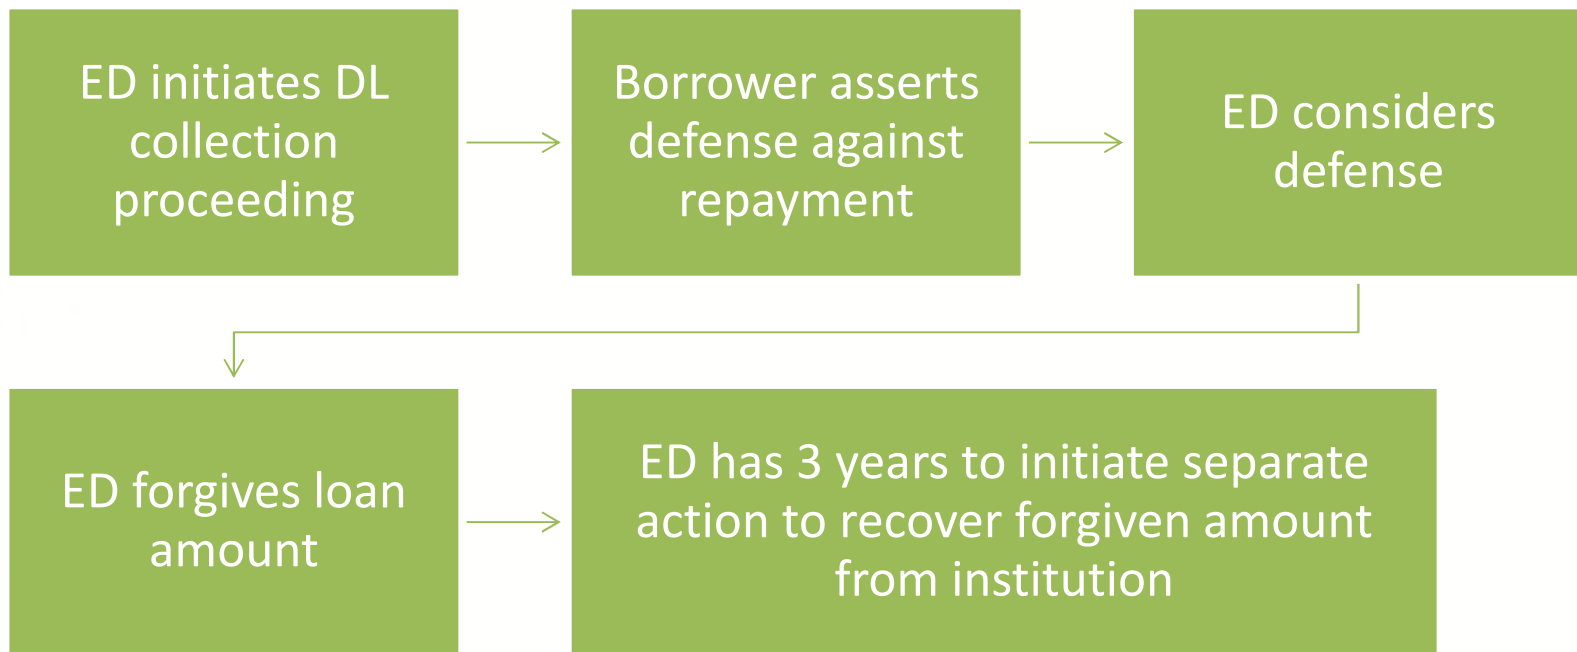 ED initiates DL
collection
proceeding
Borrower asserts
defense against
repayment
ED considers
defense
ED forgives loan
amount
ED has 3 years to initiate separate
action to recover forgiven amount
from institution